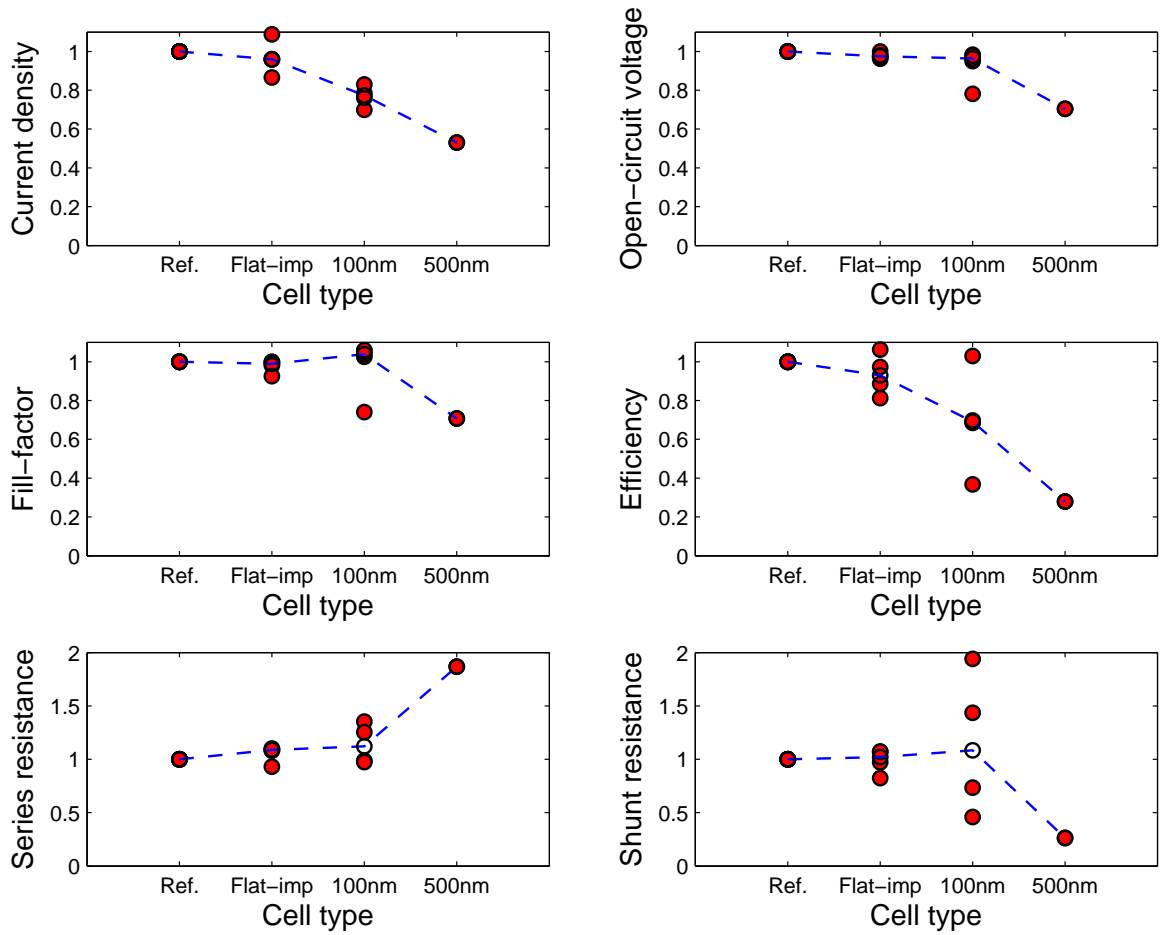 Current density
1
0.8
0.6
0.4
0.2
0
Ref. Flat−imp 100nm 500nm
Cell type
Open−circuit voltage
1
0.8
0.6
0.4
0.2
0
Ref. Flat−imp 100nm 500nm
Cell type
Fill−factor
1
0.8
0.6
0.4
0.2
0
Ref. Flat−imp 100nm 500nm
Cell type
Efficiency
1
0.8
0.6
0.4
0.2
0
Ref. Flat−imp 100nm 500nm
Cell type
Series resistance
2
1.5
1
0.5
0
Ref. Flat−imp 100nm 500nm
Cell type
Shunt resistance
2
1.5
1
0.5
0
Ref. Flat−imp 100nm 500nm
Cell type